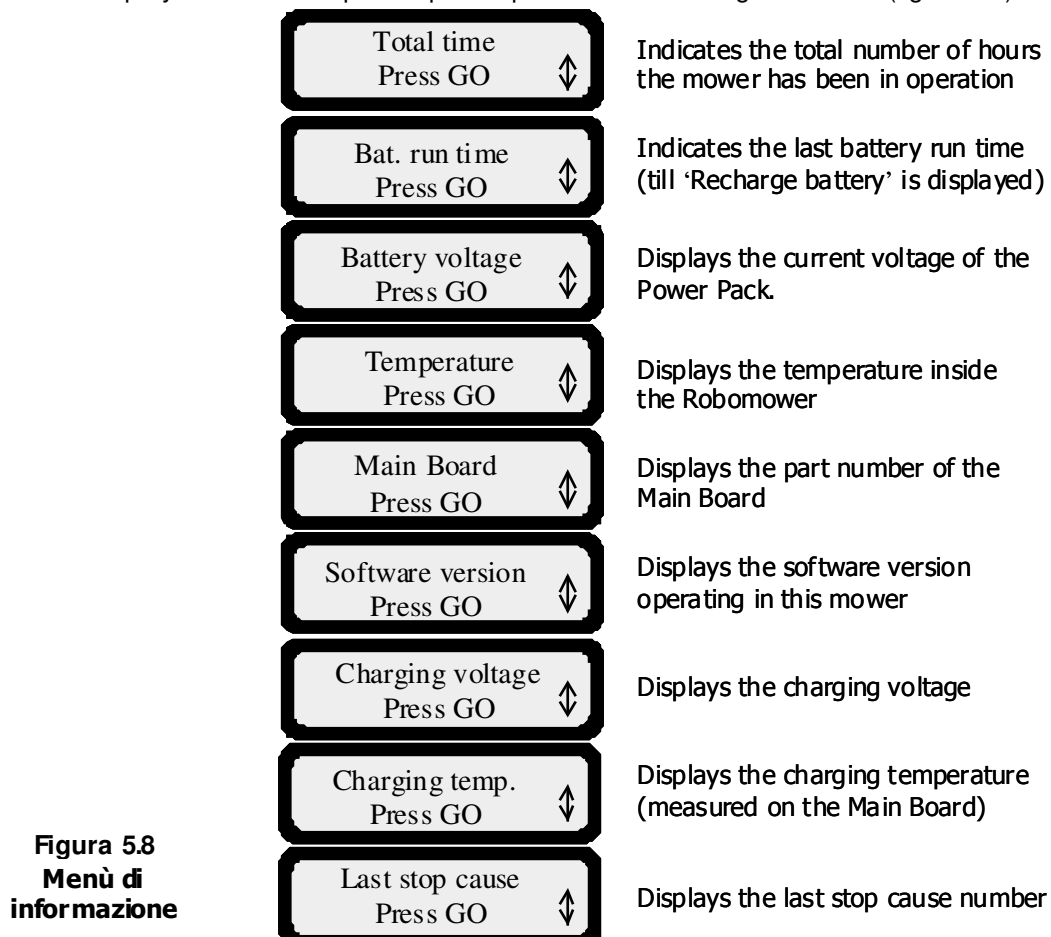 Total time
Press GO
Indicates the total number of hours
the mower has been in operation
Bat. run time
Press GO
Indicates the last battery run time
(till ‘Recharge battery’ is displayed)
Battery voltage
Press GO
Displays the current voltage of the
Power Pack.
Temperature
Press GO
Displays the temperature inside
the Robomower
Main Board
Press GO
Displays the part number of the
Main Board
Software version
Press GO
Displays the software version
operating in this mower
Charging voltage
Press GO
Displays the charging voltage
Charging temp.
Press GO
Displays the charging temperature
(measured on the Main Board)
Last stop cause
Press GO
Displays the last stop cause number
Figura 5.8
Menù di
informazione